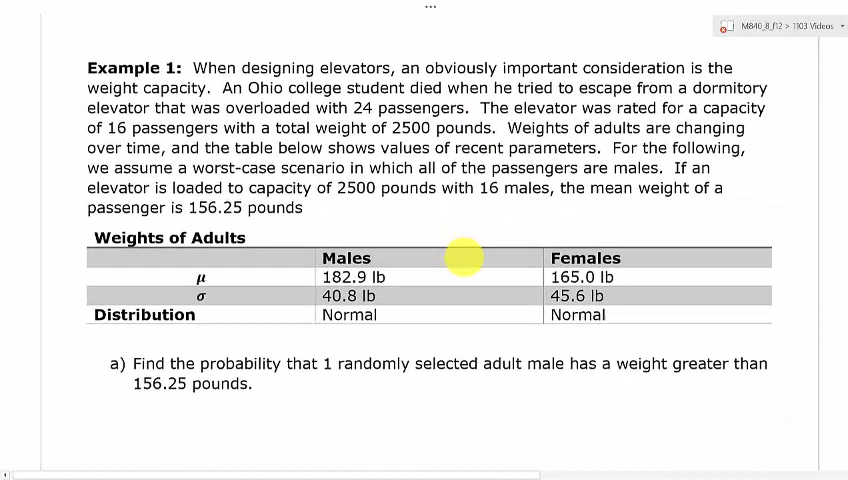 ...
M840_8_f12 > 1103 Videos
Example 1: When designing elevators, an obviously important consideration is the
weight capacity. An Ohio college student died when he tried to escape from a dormitory
elevator that was overloaded with 24 passengers. The elevator was rated for a capacity
of 16 passengers with a total weight of 2500 pounds. Weights of adults are changing
over time, and the table below shows values of recent parameters. For the following,
we assume a worst-case scenario in which all of the passengers are males. If an
elevator is loaded to capacity of 2500 pounds with 16 males, the mean weight of a
passenger is 156.25 pounds
Weights of Adults
Males Females
μ 182.9 lb 165.0 lb
σ 40.8 lb 45.6 lb
Distribution Normal Normal
a) Find the probability that 1 randomly selected adult male has a weight greater than
156.25 pounds.